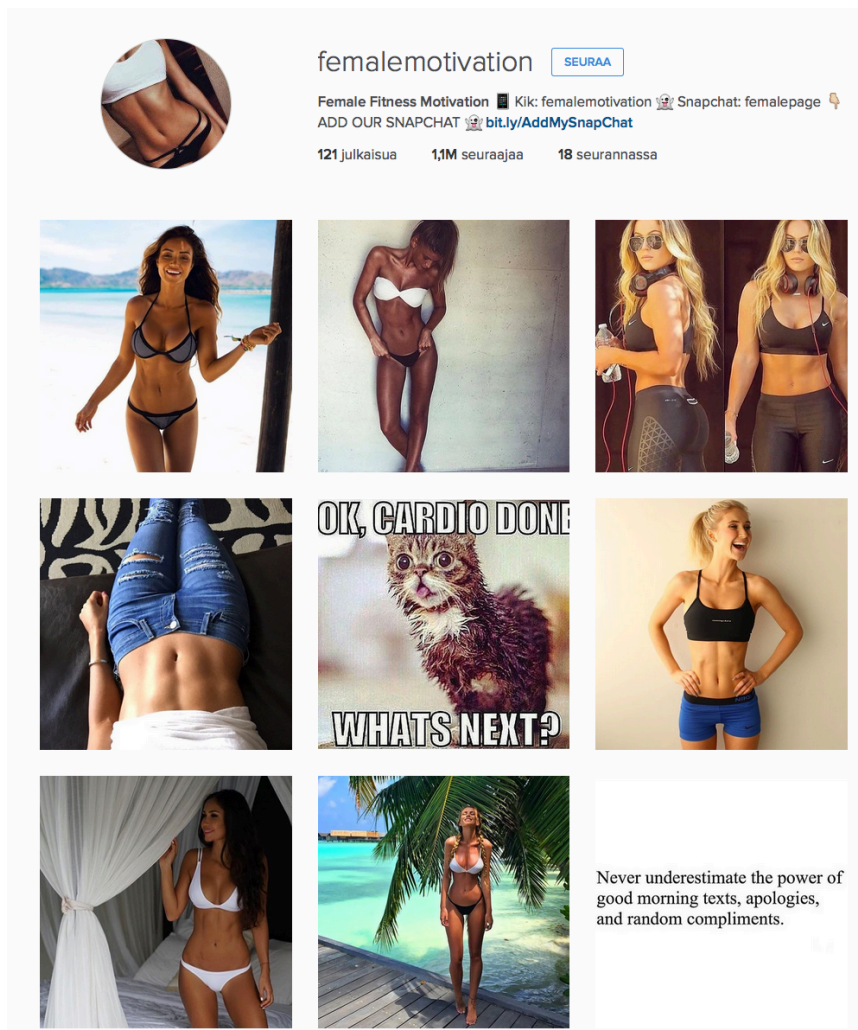 femalemotivation SEURAA
Female Fitness Motivation 📱 Kik: femalemotivation 👻 Snapchat: femalepage 👇🏼
ADD OUR SNAPCHAT 👻 bit.ly/AddMySnapChat
121 julkaisua 1,1M seuraajaa 18 seurannassa
OK, CARDIO DONE
WHATS NEXT?
Never underestimate the power of
good morning texts, apologies,
and random compliments.